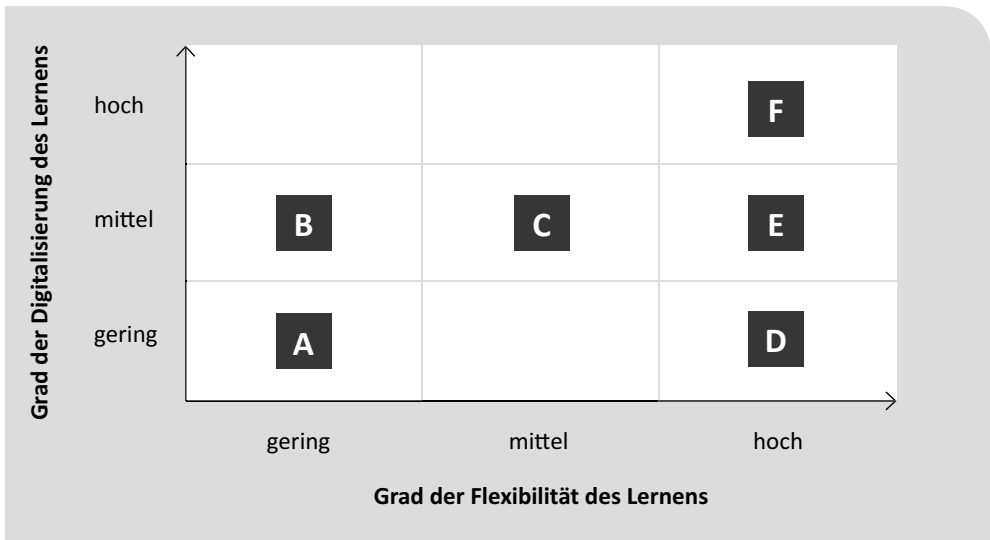 Grad der Digitalisierung des Lernens
hoch
F
mittel
B
C
E
gering
A
D
gering
mittel
hoch
Grad der Flexibilität des Lernens